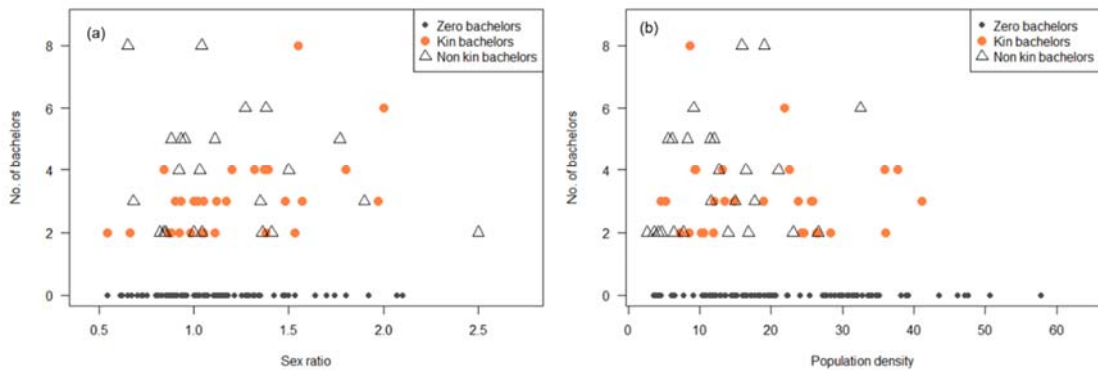 (a)
Zero bachelors
Kin bachelors
Non kin bachelors
No. of bachelors
8
6
4
2
0
0.5 1.0 1.5 2.0 2.5
Sex ratio
(b)
Zero bachelors
Kin bachelors
Non kin bachelors
No. of bachelors
8
6
4
2
0
0 10 20 30 40 50 60
Population density